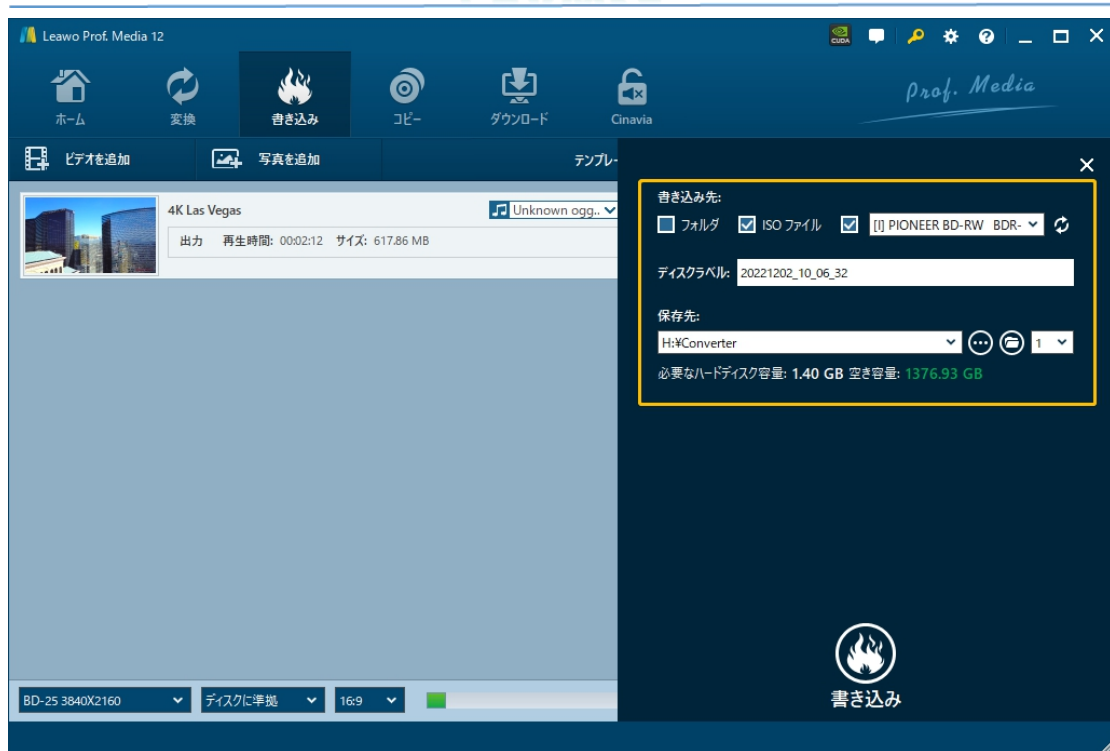 Leawo Prof. Media 12
CUDA
ホーム
変換
書き込み
コピー
ダウンロード
Cinavia
Prof. Media
ビデオを追加
写真を追加
テンプレー
4K Las Vegas
Unknown ogg..
出力 再生時間: 00:02:12 サイズ: 617.86 MB
書き込み先:
フォルダ ISO ファイル [I] PIONEER BD-RW BDR-
ディスクラベル: 20221202_10_06_32
保存先:
H:¥Converter 1
必要なハードディスク容量: 1.40 GB 空き容量: 1376.93 GB
書き込み
BD-25 3840X2160 ディスクに準拠 16:9